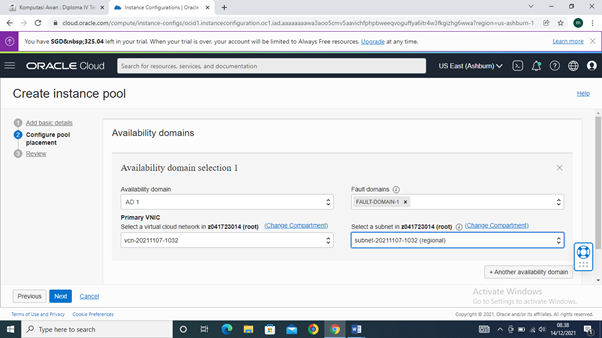 Komputasi Awan : Diploma IV Te
Instance Configurations | Oracle
cloud.oracle.com/compute/instance-configs/ocid1.instanceconfiguration.oc1.iad.
You have SGD&nbsp;325.04 left in your trial. When your trial is over, your account will be limited to Always Free resources. Upgrade at any time.
Learn more
ORACLE Cloud
Search for resources, services, and documentation
US East (Ashburn)
Create instance pool
Help
1 Add basic details
2 Configure pool placement
3 Review
Availability domains
Availability domain selection 1
Availability domain
Fault domains
AD 1
FAULT-DOMAIN-1 x
Primary VNIC
Select a virtual cloud network in z041723014 (root) (Change Compartment)
Select a subnet in z041723014 (root) (Change Compartment)
vcn-20211107-1032
subnet-20211107-1032 (regional)
+ Another availability domain
Previous
Next
Cancel
Activate Windows
Go to Settings to activate Windows.
Terms of Use and Privacy
Cookie Preferences
Copyright © 2021, Oracle and/or its affiliates. All rights reserved.
Type here to search
08.38
14/12/2021